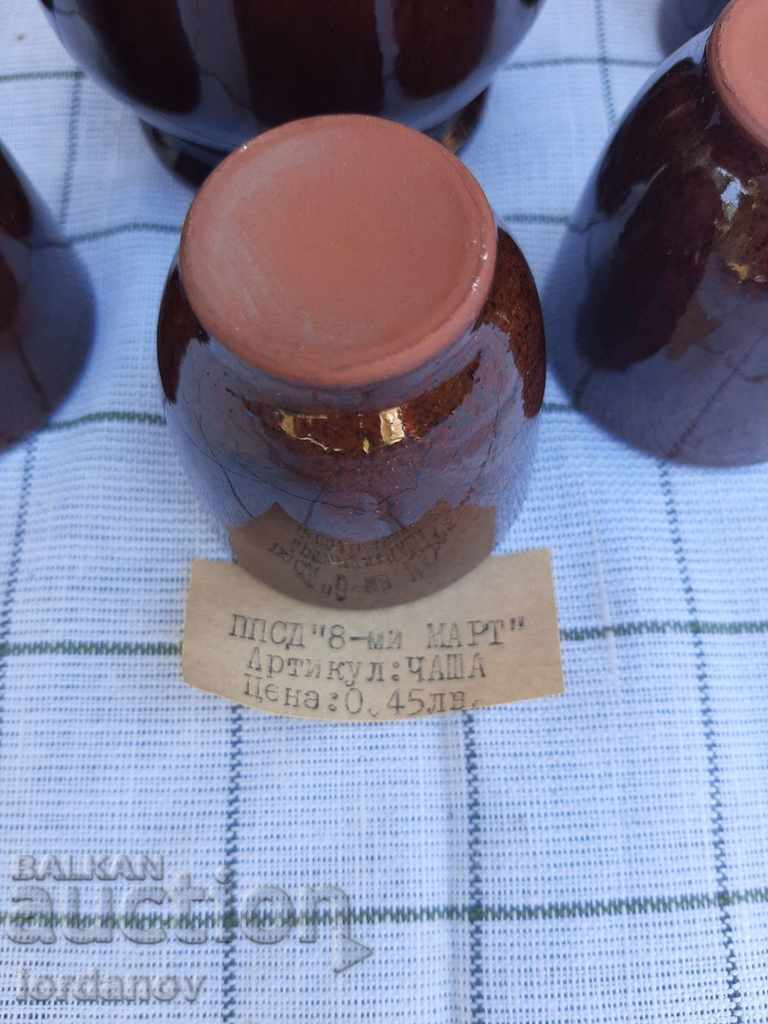 ППСД "8-ми МАРТ"
Артикул:ЧАША
Цена:0.45лв.
BALKAN
auction
iordanov